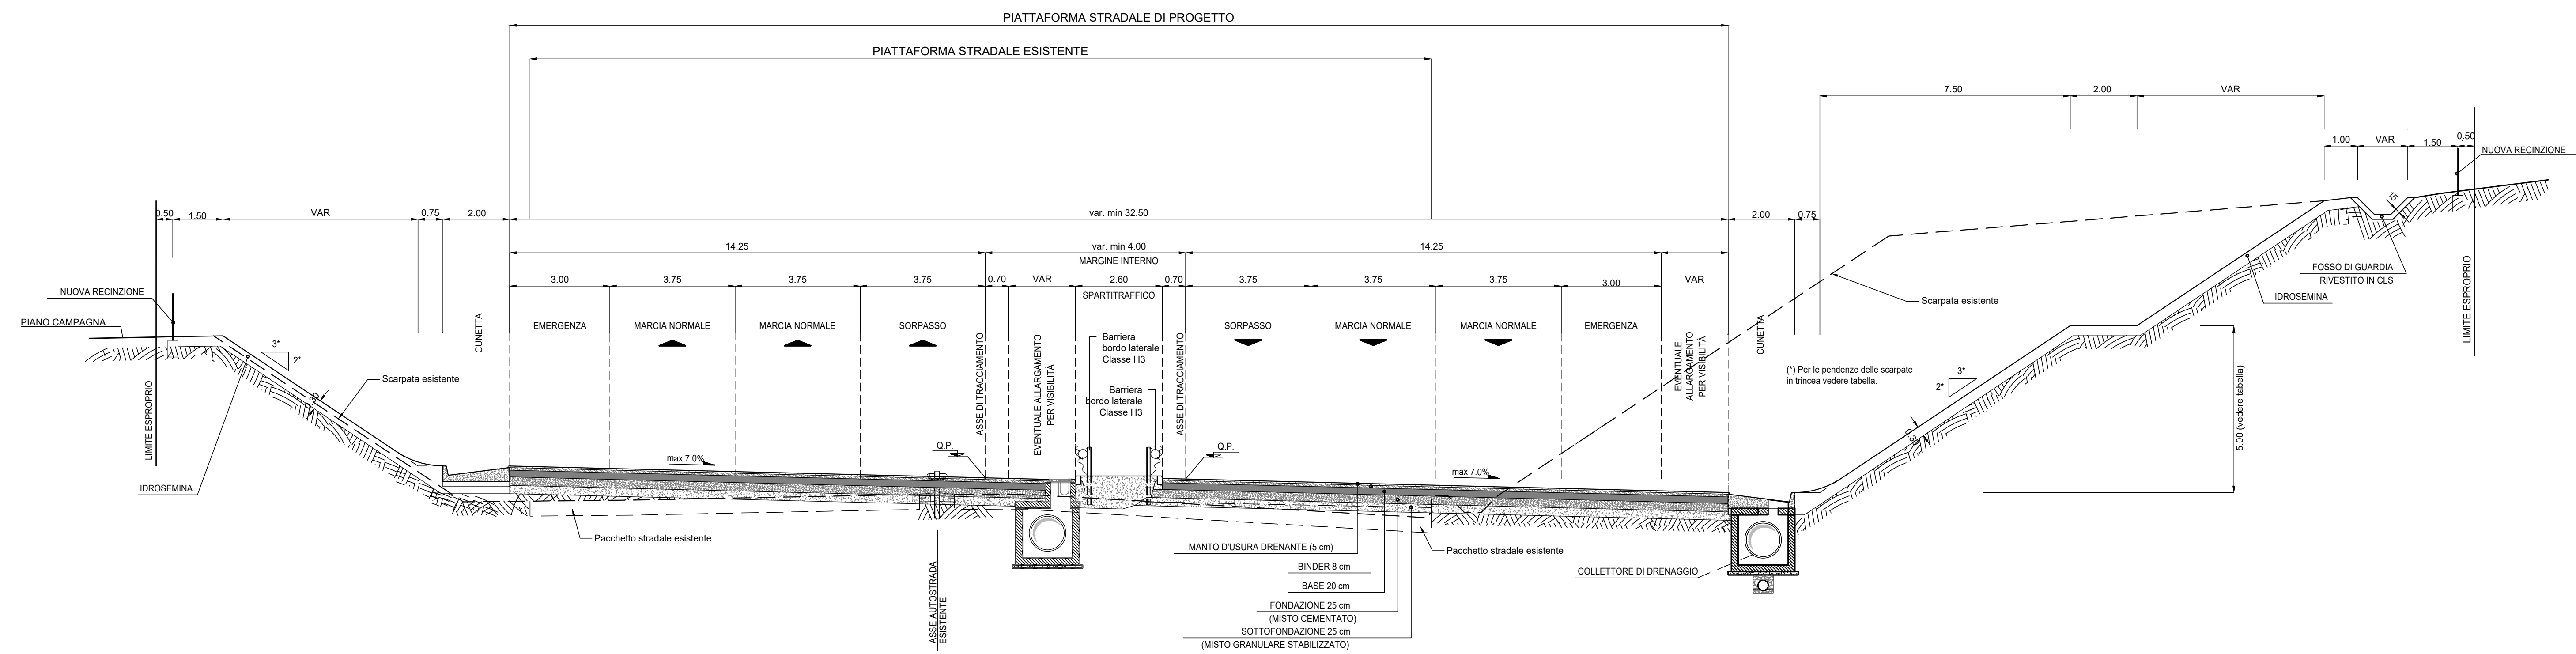 PIATTAFORMA STRADALE DI PROGETTO
PIATTAFORMA STRADALE ESISTENTE
7.50
2.00
VAR
1.00
VAR
1.50
0.50
NUOVA RECINZIONE
15
0.50
1.50
VAR
0.75
2.00
var. min 32.50
2.00
0.75
14.25
var. min 4.00
14.25
MARGINE INTERNO
3.00
3.75
3.75
3.75
0.70
VAR
2.60
0.70
3.75
3.75
3.75
3.00
VAR
SPARTITRAFFICO
NUOVA RECINZIONE
PIANO CAMPAGNA
CUNETTA
EMERGENZA
MARCIA NORMALE
MARCIA NORMALE
SORPASSO
ASSE DI TRACCIAMENTO
EVENTUALE ALLARGAMENTO
PER VISIBILITÀ
Barriera
bordo laterale
Classe H3
Barriera
bordo laterale
Classe H3
ASSE DI TRACCIAMENTO
SORPASSO
MARCIA NORMALE
MARCIA NORMALE
EMERGENZA
EVENTUALE
ALLARGAMENTO
PER VISIBILITÀ
CUNETTA
Scarpata esistente
FOSSO DI GUARDIA
RIVESTITO IN CLS
IDROSEMINA
LIMITE ESPROPRIO
3*
2*
Scarpata esistente
0.30
LIMITE ESPROPRIO
IDROSEMINA
(*) Per le pendenze delle scarpate
in trincea vedere tabella.
3*
2*
0.30
5.00 (vedere tabella)
Q.P.
Q.P.
max 7.0%
max 7.0%
Pacchetto stradale esistente
ASSE AUTOSTRADA
ESISTENTE
MANTO D'USURA DRENANTE (5 cm)
BINDER 8 cm
BASE 20 cm
FONDAZIONE 25 cm
(MISTO CEMENTATO)
SOTTOFONDAZIONE 25 cm
(MISTO GRANULARE STABILIZZATO)
Pacchetto stradale esistente
COLLETTORE DI DRENAGGIO